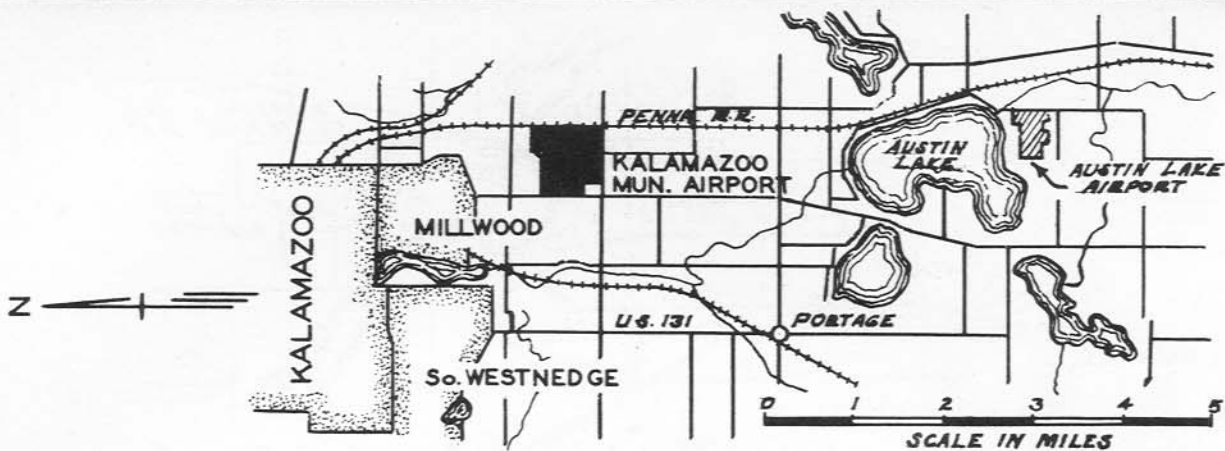 PENNA R.R.
KALAMAZOO
MUN. AIRPORT
AUSTIN
LAKE
AUSTIN LAKE
AIRPORT
MILLWOOD
KALAMAZOO
N
U.S. 131
PORTAGE
So. WESTNEDGE
0 1 2 3 4 5
SCALE IN MILES